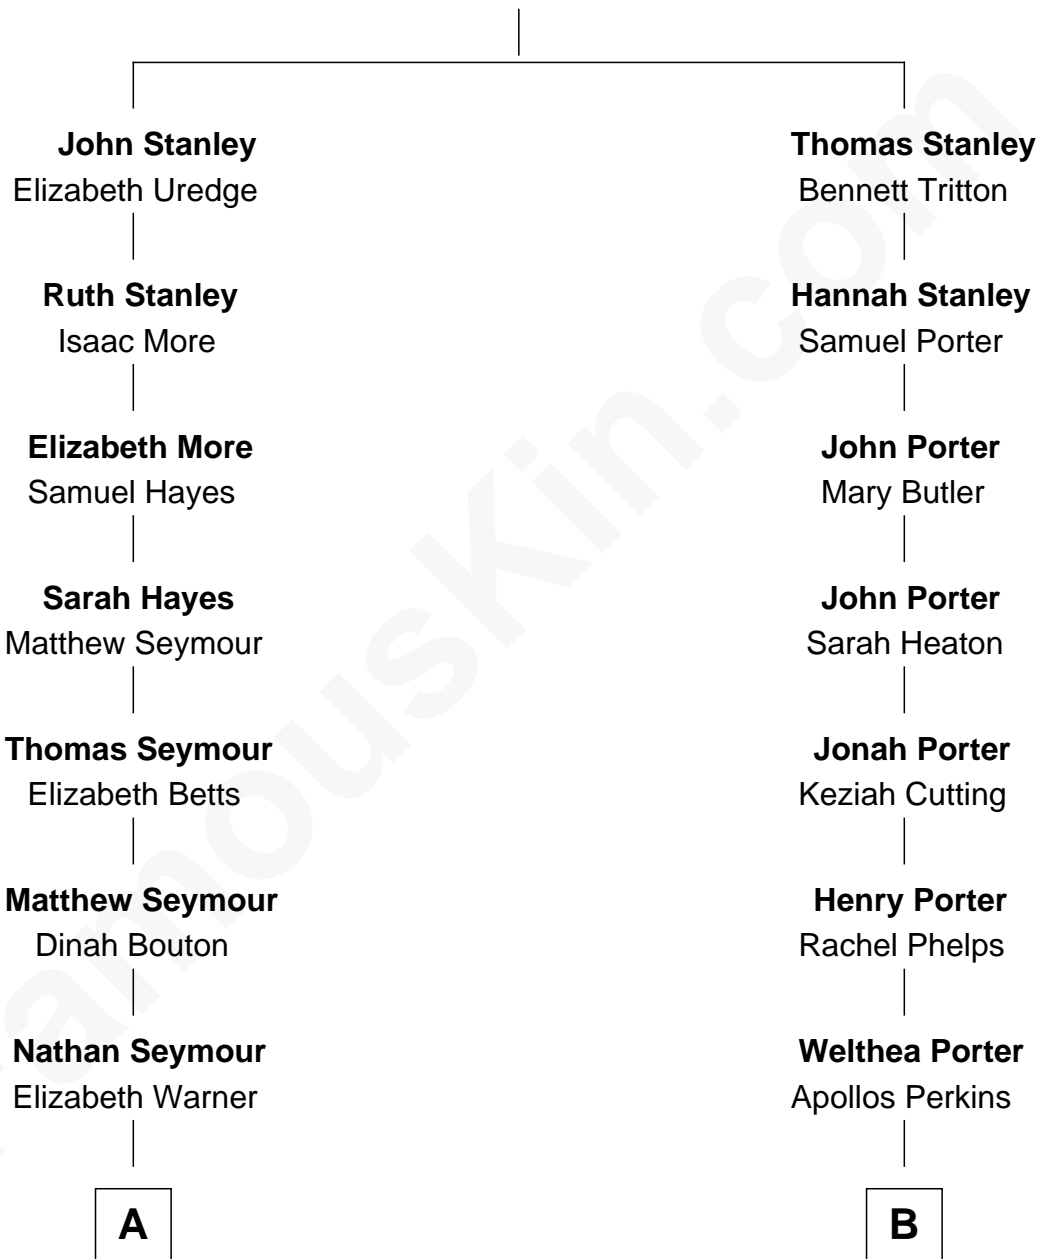 John Stanley
Elizabeth Uredge
Ruth Stanley
Isaac More
Elizabeth More
Samuel Hayes
Sarah Hayes
Matthew Seymour
Thomas Seymour
Elizabeth Betts
Matthew Seymour
Dinah Bouton
Nathan Seymour
Elizabeth Warner
A
Thomas Stanley
Bennett Tritton
Hannah Stanley
Samuel Porter
John Porter
Mary Butler
John Porter
Sarah Heaton
Jonah Porter
Keziah Cutting
Henry Porter
Rachel Phelps
Welthea Porter
Apollos Perkins
B
FamousKin.com